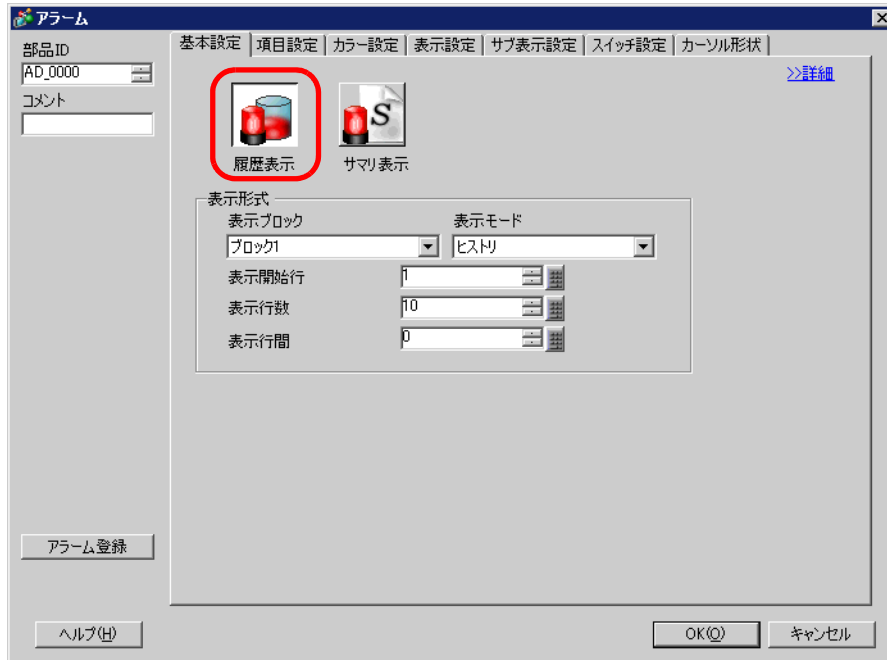 アラーム
部品ID
AD_0000
コメント
基本設定 項目設定 カラー設定 表示設定 サブ表示設定 スイッチ設定 カーソル形状
>>詳細
S
履歴表示 サマリ表示
表示形式
表示ブロック 表示モード
ブロック1 ヒストリ
表示開始行 1
表示行数 10
表示行間 0
アラーム登録
ヘルプ(H) OK(O) キャンセル